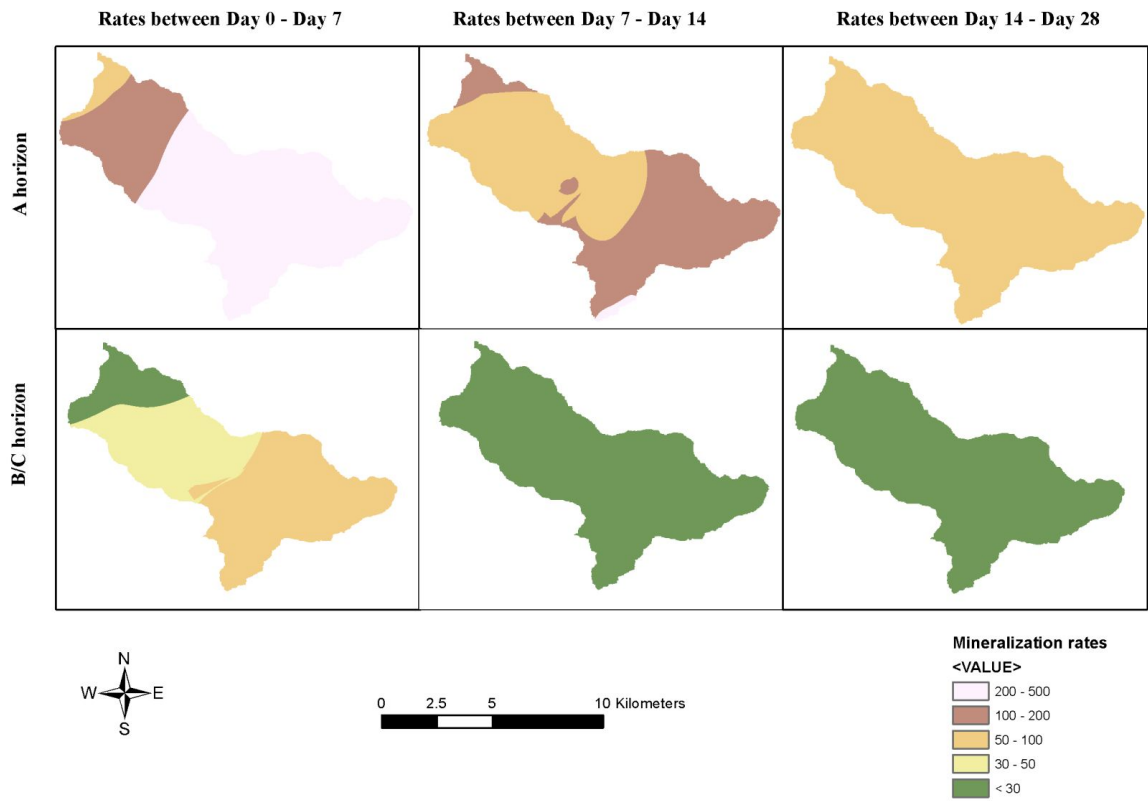 Rates between Day 0 - Day 7
Rates between Day 7 - Day 14
Rates between Day 14 - Day 28
A horizon
B/C horizon
N
W E
S
0 2.5 5 10 Kilometers
Mineralization rates
<VALUE>
200 - 500
100 - 200
50 - 100
30 - 50
< 30